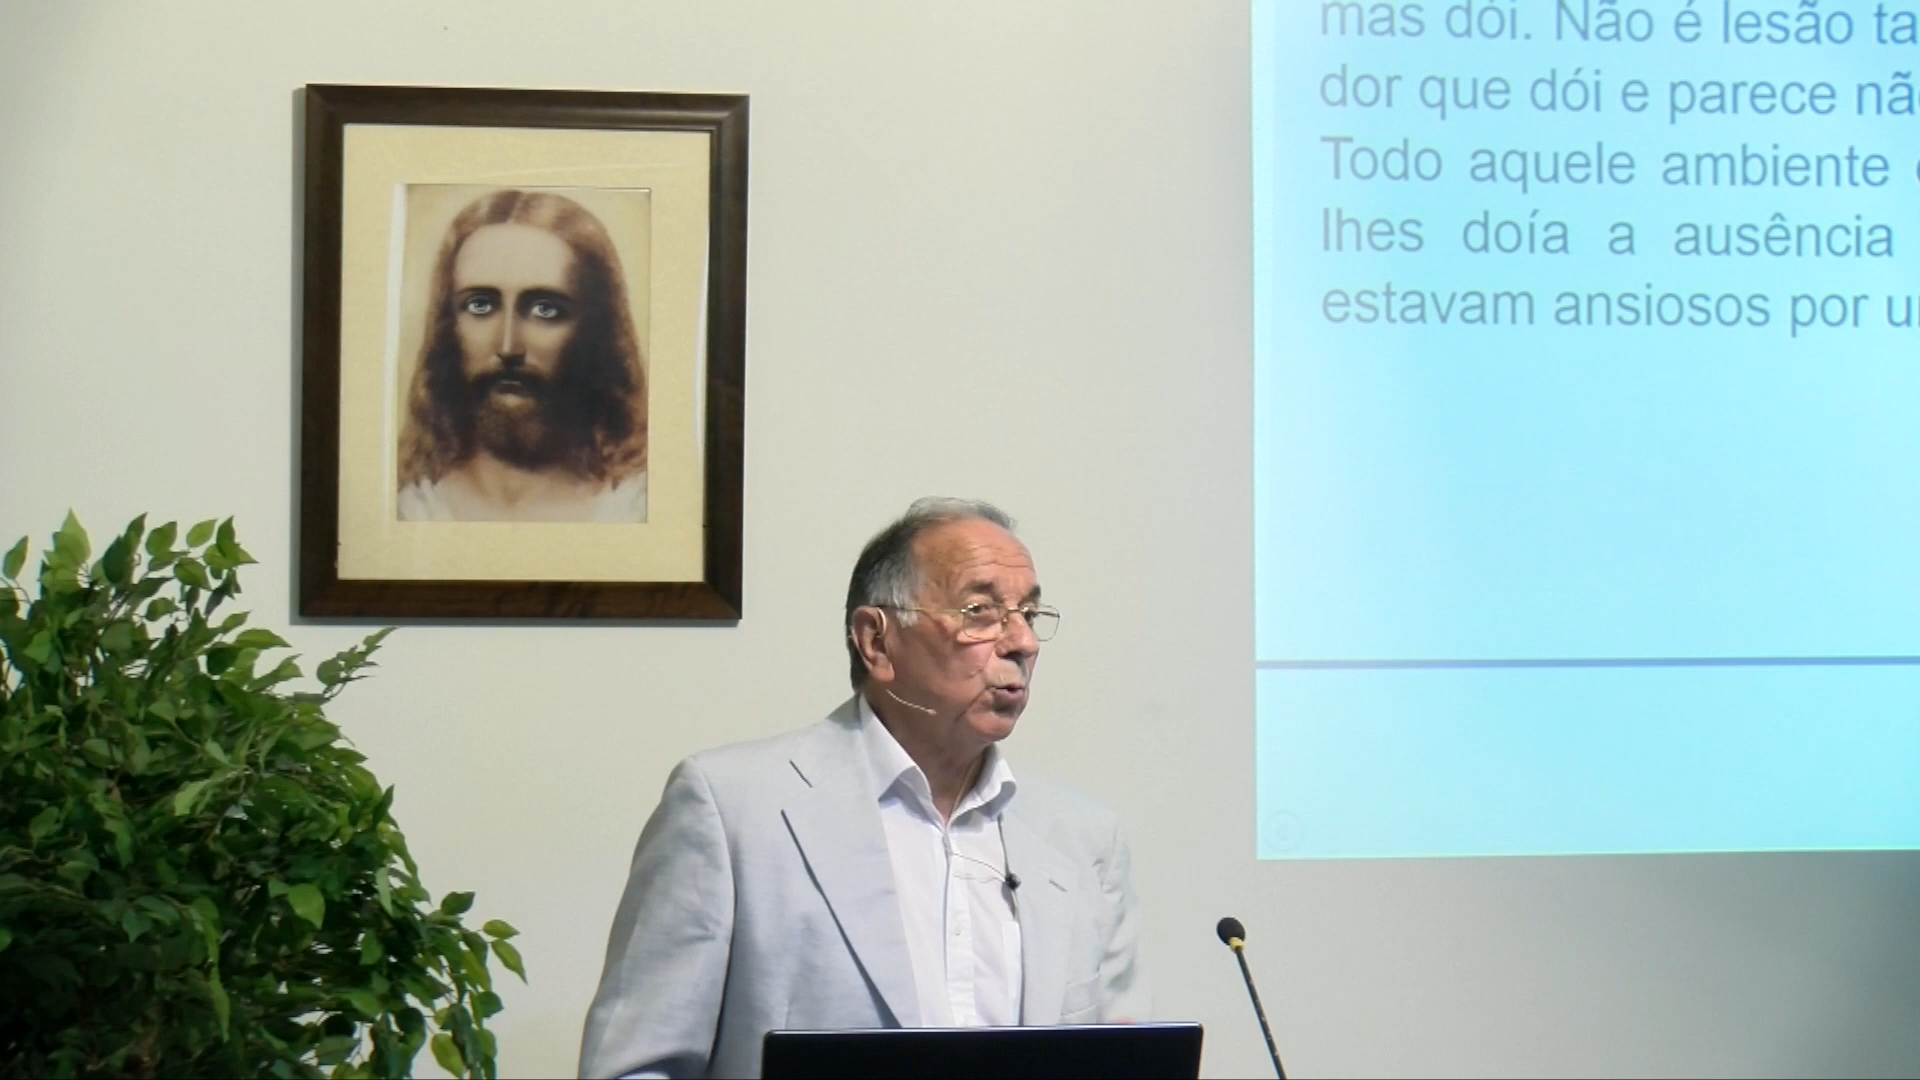 mas dói. Não é lesão
dor que dói e parece
Todo aquele ambiente
lhes doía a ausência
estavam ansiosos por